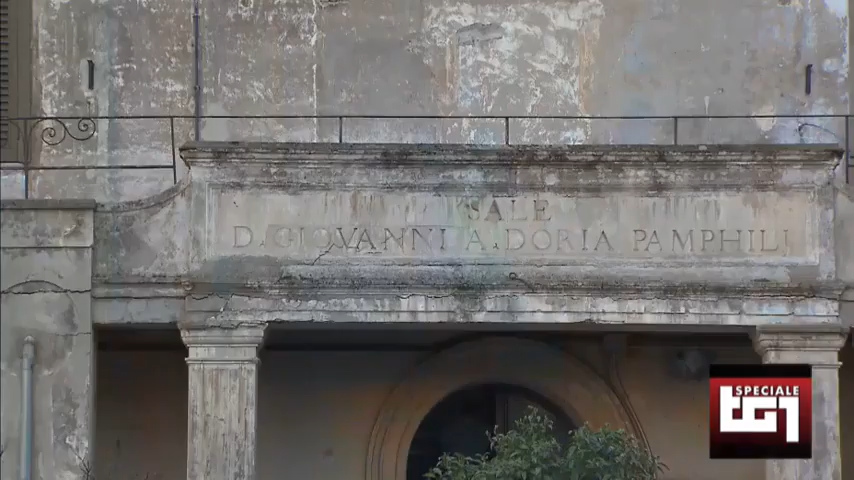 SALE
D. GIOVANNI A. DORIA PAMPHILI
SPECIALE
tg1